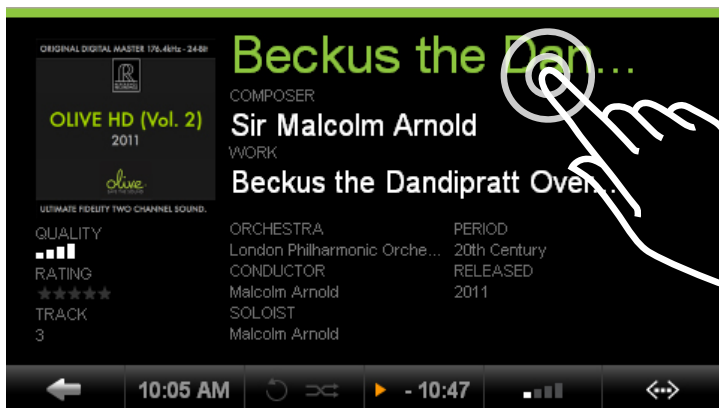 ORIGINAL DIGITAL MASTER 176.4kHz - 24-Bit
R
OLIVE HD (Vol. 2)
2011
olive
ULTIMATE FIDELITY TWO CHANNEL SOUND.
Beckus the Dan...
COMPOSER
Sir Malcolm Arnold
WORK
Beckus the Dandipratt Over...
QUALITY
RATING
TRACK
3
ORCHESTRA
London Philharmonic Orche...
CONDUCTOR
Malcolm Arnold
SOLOIST
Malcolm Arnold
PERIOD
20th Century
RELEASED
2011
10:05 AM
- 10:47